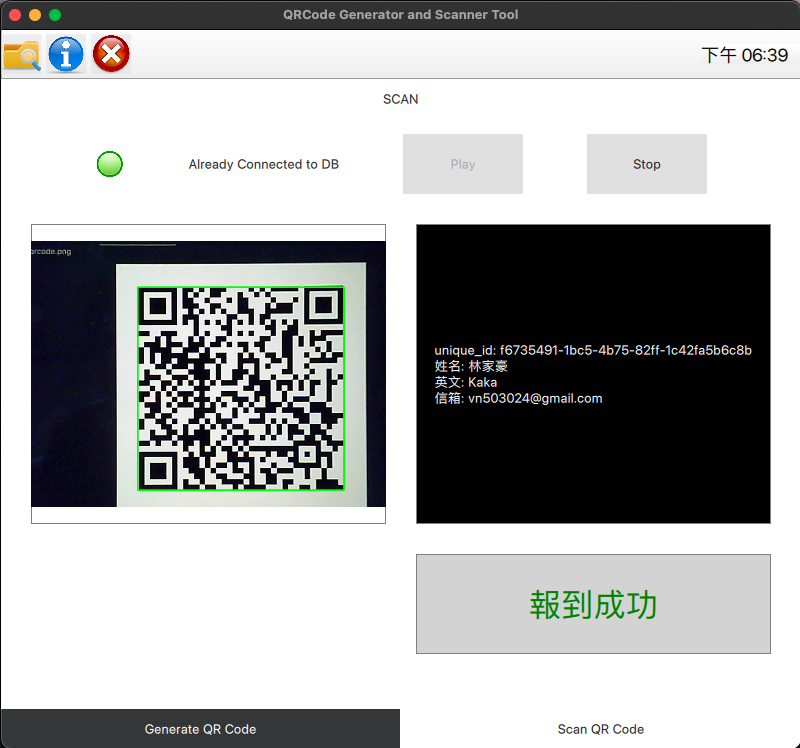 QRCode Generator and Scanner Tool
下午 06:39
SCAN
Already Connected to DB
Play
Stop
qrcode.png
unique_id: f6735491-1bc5-4b75-82ff-1c42fa5b6c8b
姓名: 林家豪
英文: Kaka
信箱: vn503024@gmail.com
報到成功
Generate QR Code
Scan QR Code